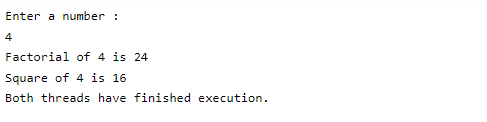 Enter a number :
4
Factorial of 4 is 24
Square of 4 is 16
Both threads have finished execution.